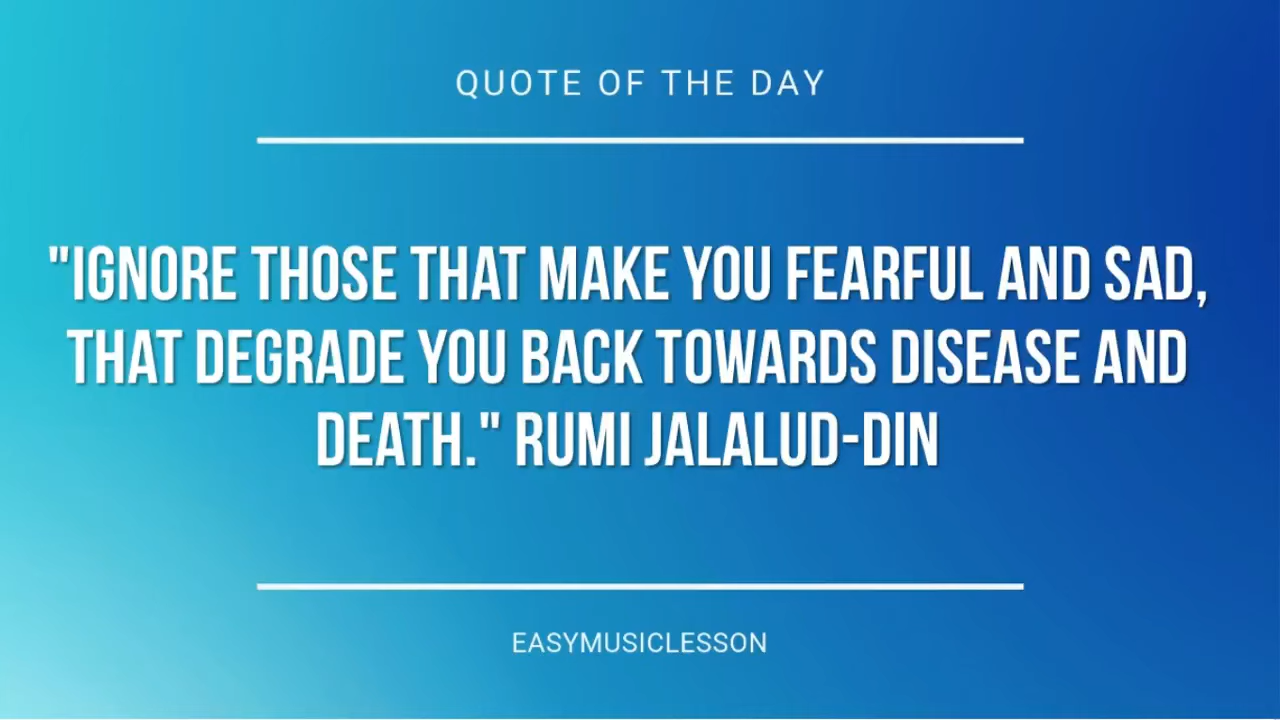 QUOTE OF THE DAY
"IGNORE THOSE THAT MAKE YOU FEARFUL AND SAD,
THAT DEGRADE YOU BACK TOWARDS DISEASE AND
DEATH." RUMI JALALUD-DIN
EASYMUSICLESSON